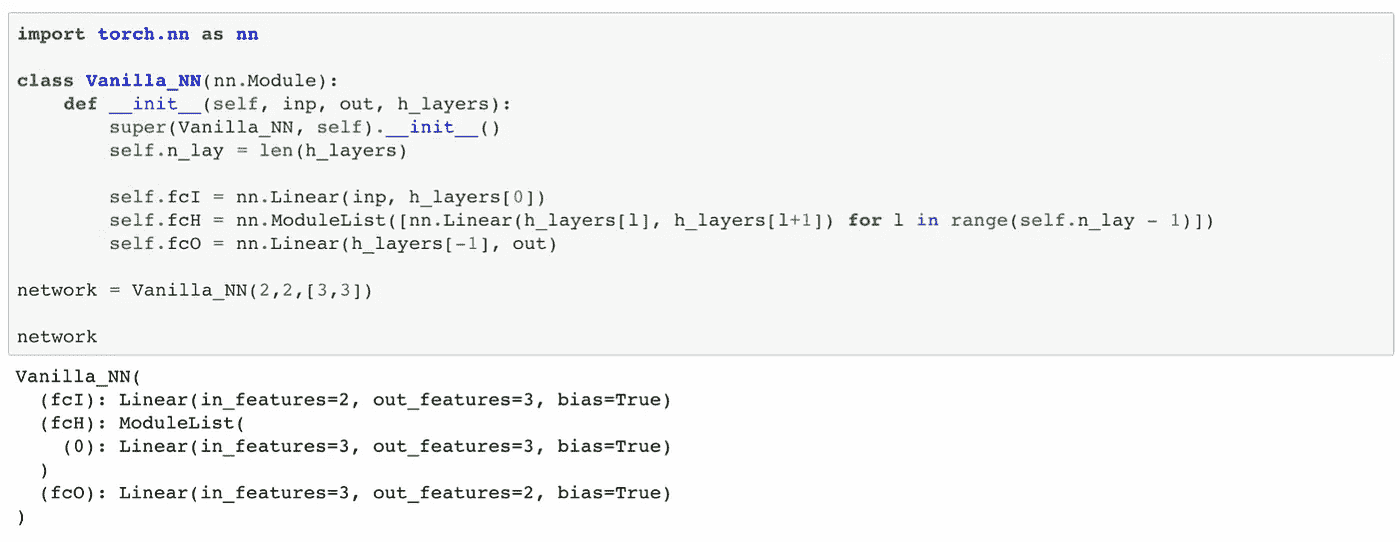 import torch.nn as nn
class Vanilla_NN(nn.Module):
    def __init__(self, inp, out, h_layers):
        super(Vanilla_NN, self).__init__()
        self.n_lay = len(h_layers)
        self.fcI = nn.Linear(inp, h_layers[0])
        self.fcH = nn.ModuleList([nn.Linear(h_layers[l], h_layers[l+1]) for l in range(self.n_lay - 1)])
        self.fcO = nn.Linear(h_layers[-1], out)
network = Vanilla_NN(2,2,[3,3])
network
Vanilla_NN(
  (fcI): Linear(in_features=2, out_features=3, bias=True)
  (fcH): ModuleList(
    (0): Linear(in_features=3, out_features=3, bias=True)
  )
  (fcO): Linear(in_features=3, out_features=2, bias=True)
)